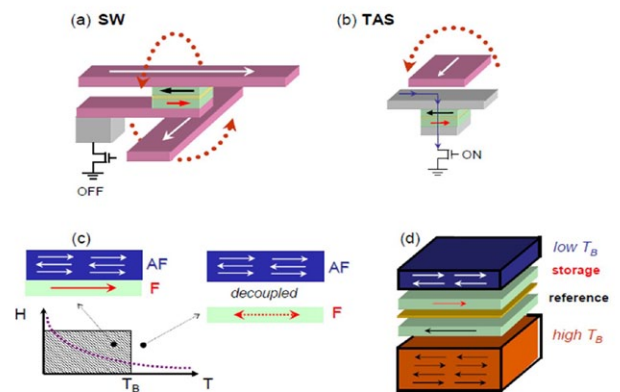 (a) SW
(b) TAS
OFF
ON
(c)
AF
F
AF
decoupled
F
H
T_B
T
(d)
low T_B
storage
reference
high T_B